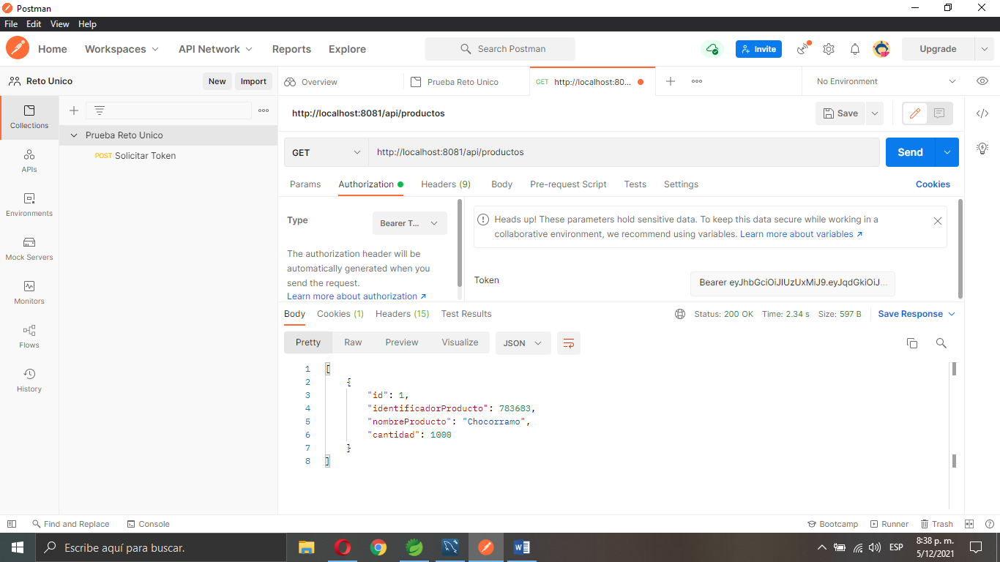 Postman
File Edit View Help
Home Workspaces API Network Reports Explore Search Postman Invite Upgrade
Reto Unico New Import Overview Prueba Reto Unico GET http://localhost:80... No Environment
Collections
http://localhost:8081/api/productos Save
Prueba Reto Unico
POST Solicitar Token
APIs
Environments
Mock Servers
Monitors
Flows
History
GET http://localhost:8081/api/productos Send
Params Authorization Headers (9) Body Pre-request Script Tests Settings Cookies
Type Bearer T...
The authorization header will be
automatically generated when you
send the request.
Learn more about authorization ↗
Heads up! These parameters hold sensitive data. To keep this data secure while working in a
collaborative environment, we recommend using variables. Learn more about variables ↗
Token Bearer eyJhbGciOiJIUzUxMiJ9.eyJqdGkiOiJ...
Body Cookies (1) Headers (15) Test Results Status: 200 OK Time: 2.34 s Size: 597 B Save Response
Pretty Raw Preview Visualize JSON
1 [
2 {
3 "id": 1,
4 "identificadorProducto": 783683,
5 "nombreProducto": "Chocorramo",
6 "cantidad": 1000
7 }
8 ]
Find and Replace Console Bootcamp Runner Trash
Escribe aquí para buscar. ESP 8:38 p. m.
5/12/2021